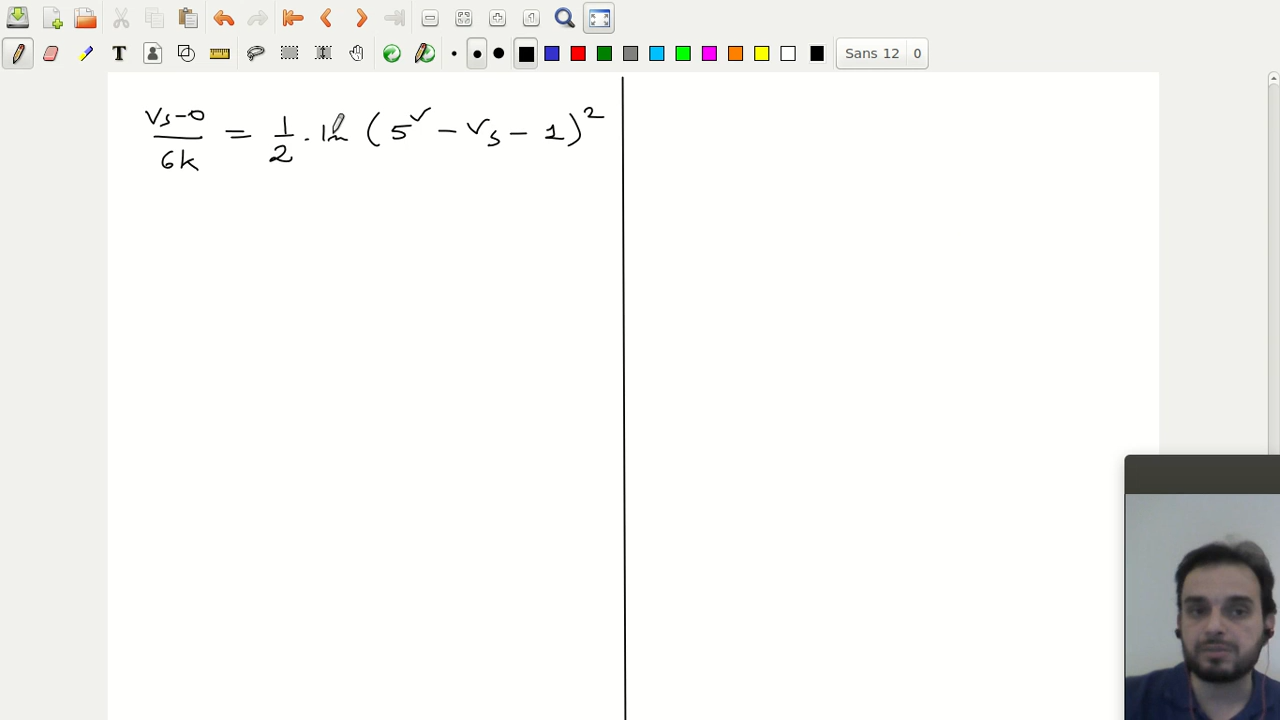 Sans 12 0
Vs-0/6k = 1/2 . 1m (5^V - Vs - 1)^2